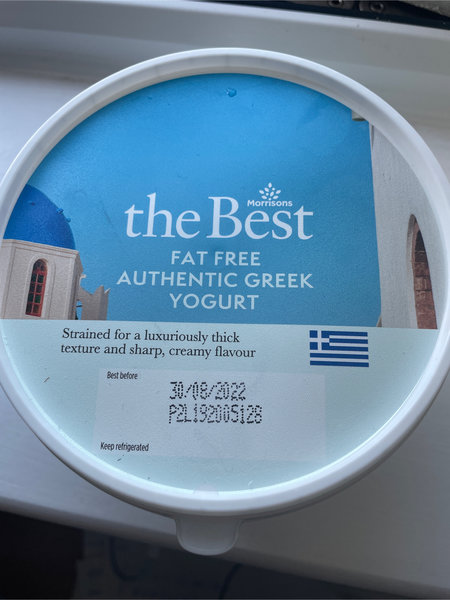 Morrisons
the Best
FAT FREE
AUTHENTIC GREEK
YOGURT
Strained for a luxuriously thick
texture and sharp, creamy flavour
Best before
30/08/2022
P2L192005128
Keep refrigerated